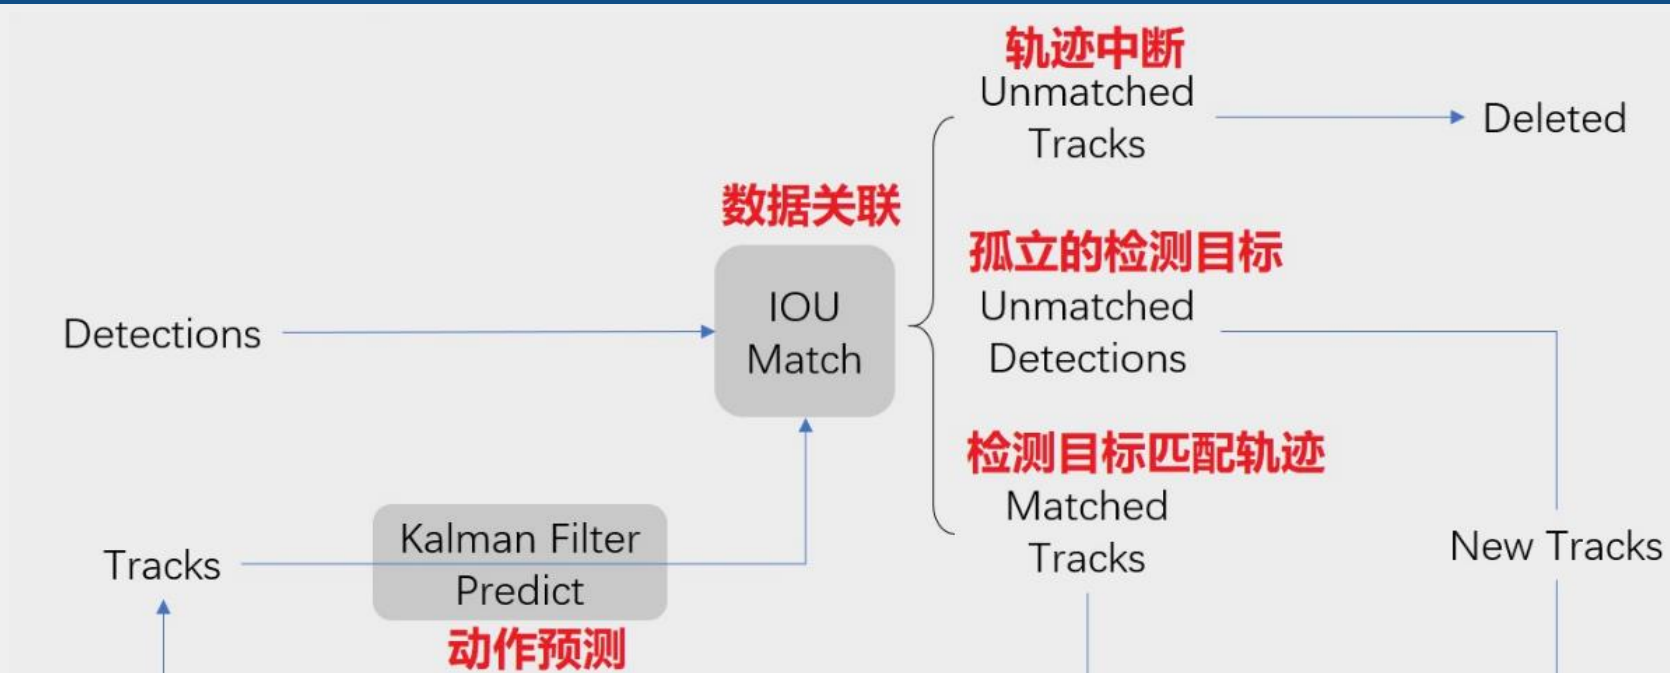 轨迹中断
Unmatched
Tracks
Deleted
数据关联
IOU
Match
孤立的检测目标
Unmatched
Detections
Detections
检测目标匹配轨迹
Matched
Tracks
New Tracks
Tracks
Kalman Filter
Predict
动作预测